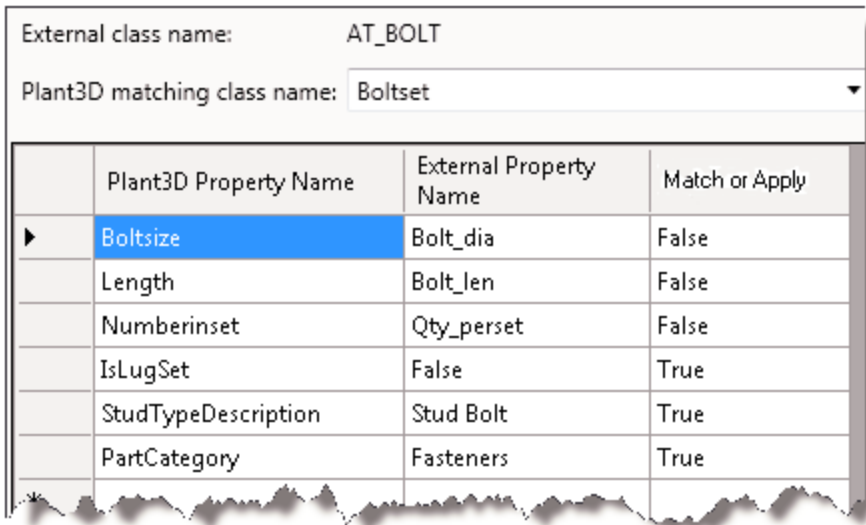 External class name: AT_BOLT
Plant3D matching class name: Boltset
Plant3D Property Name External Property Name Match or Apply
Boltsize Bolt_dia False
Length Bolt_len False
Numberinset Qty_perset False
IsLugSet False True
StudTypeDescription Stud Bolt True
PartCategory Fasteners True